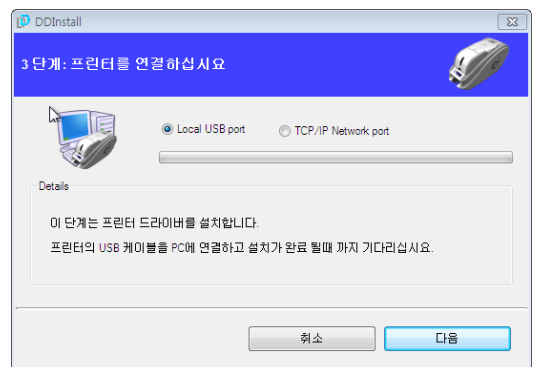 DDInstall
3 단계: 프린터를 연결하십시요
Local USB port
TCP/IP Network port
Details
이 단계는 프린터 드라이버를 설치합니다.
프린터의 USB 케이블을 PC에 연결하고 설치가 완료 될때 까지 기다리십시요.
취소
다음